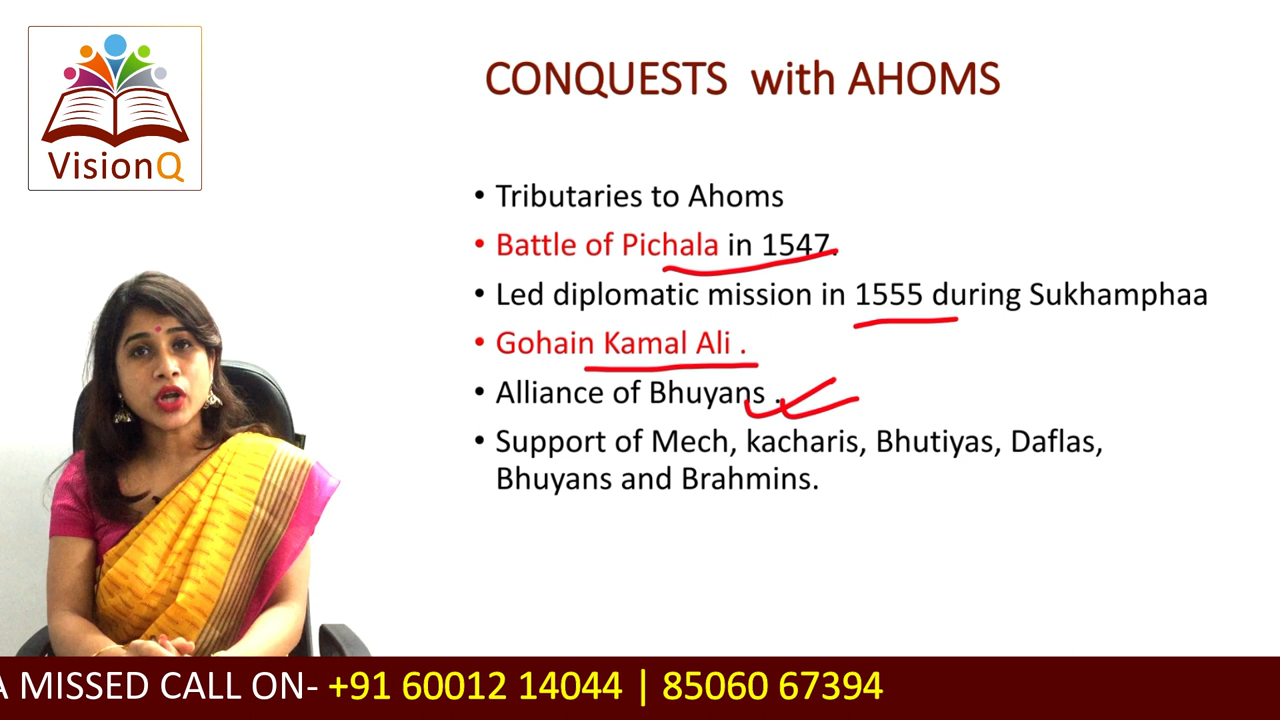 VisionQ
CONQUESTS with AHOMS
• Tributaries to Ahoms
• Battle of Pichala in 1547.
• Led diplomatic mission in 1555 during Sukhamphaa
• Gohain Kamal Ali .
• Alliance of Bhuyans .
• Support of Mech, kacharis, Bhutiyas, Daflas,
Bhuyans and Brahmins.
A MISSED CALL ON- +91 60012 14044 | 85060 67394